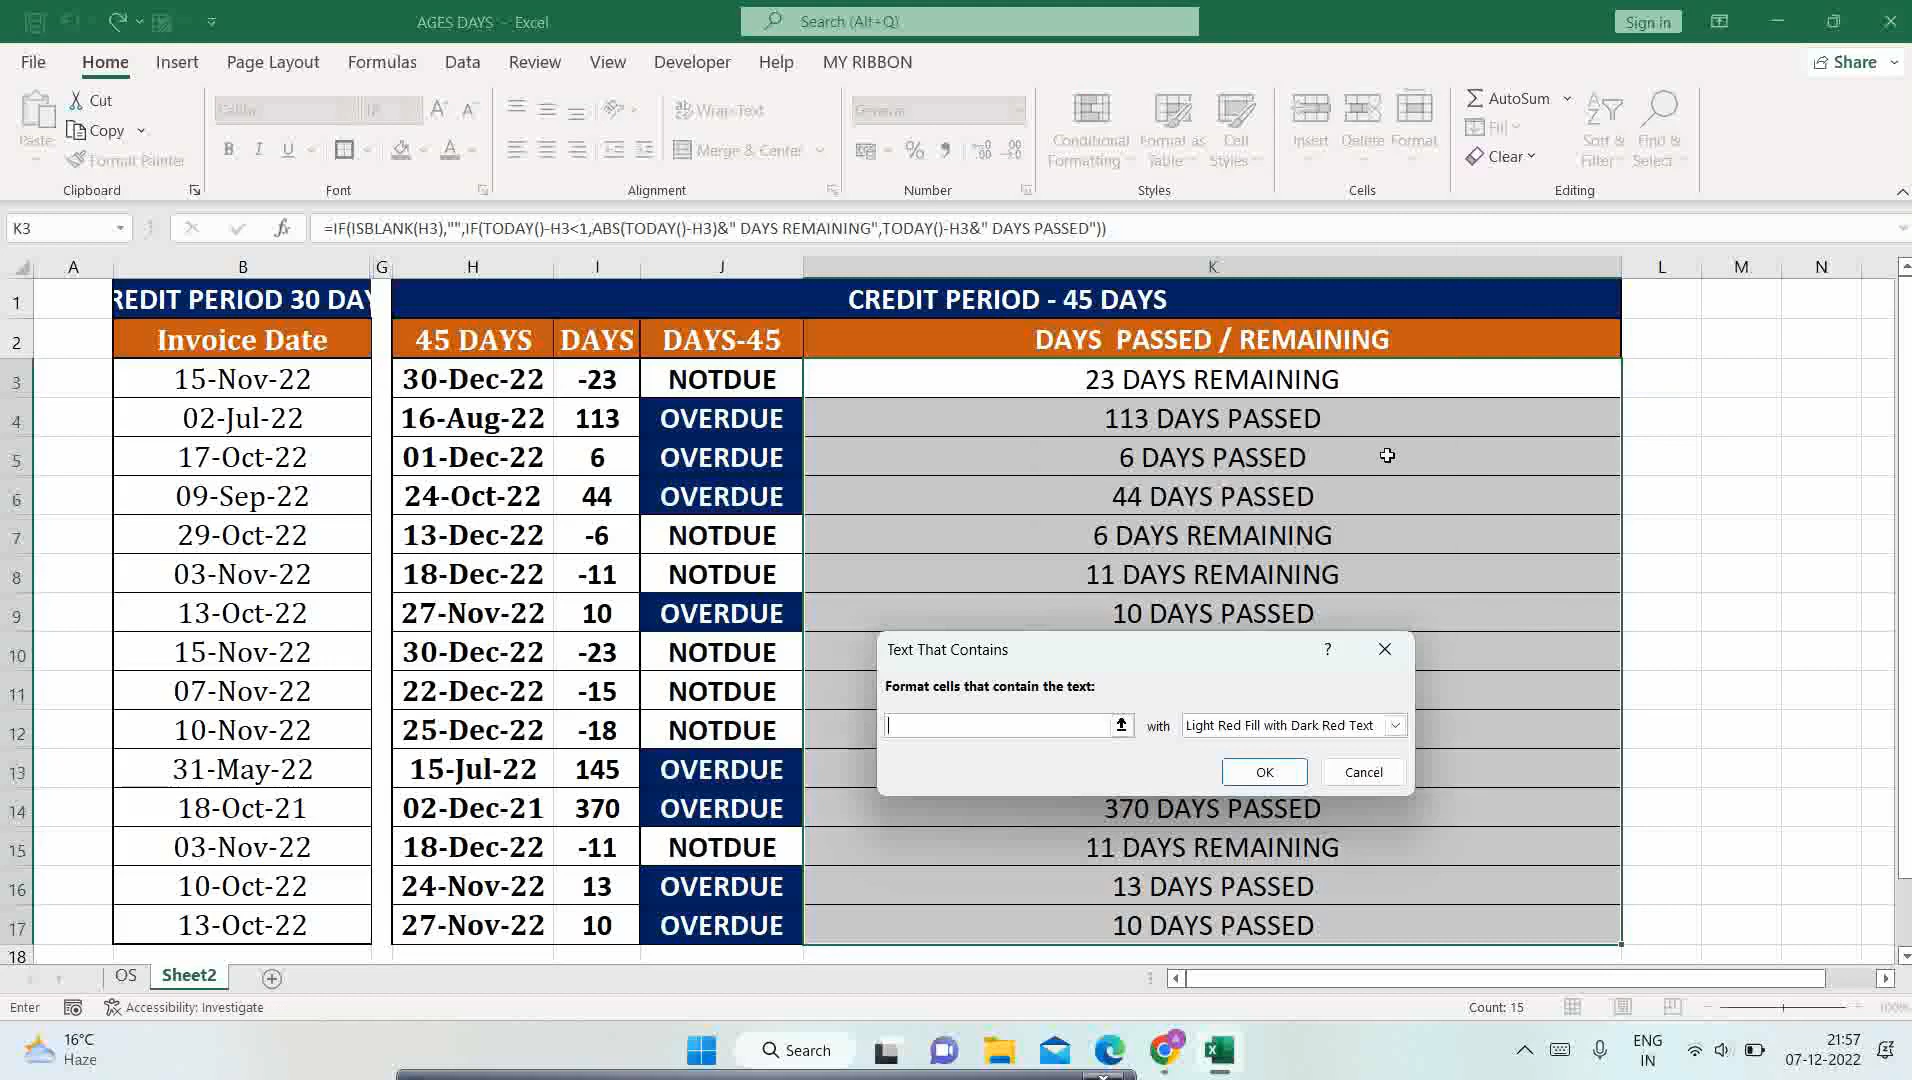 AGES DAYS - Excel
Search (Alt+Q)
Sign in
File Home Insert Page Layout Formulas Data Review View Developer Help MY RIBBON
Share
Paste
Cut
Copy
Format Painter
Clipboard
Calibri 18
B I U A
Font
Wrap Text
Merge & Center
Alignment
General
Number
Conditional Formatting
Format as Table
Cell Styles
Styles
Insert Delete Format
Cells
AutoSum
Fill
Clear
Sort & Filter
Find & Select
Editing
K3
fx
=IF(ISBLANK(H3),"",IF(TODAY()-H3<1,ABS(TODAY()-H3)&" DAYS REMAINING",TODAY()-H3&" DAYS PASSED"))
A B G H I J K L M N
1 REDIT PERIOD 30 DAY CREDIT PERIOD - 45 DAYS
2 Invoice Date 45 DAYS DAYS DAYS-45 DAYS PASSED / REMAINING
3 15-Nov-22 30-Dec-22 -23 NOTDUE 23 DAYS REMAINING
4 02-Jul-22 16-Aug-22 113 OVERDUE 113 DAYS PASSED
5 17-Oct-22 01-Dec-22 6 OVERDUE 6 DAYS PASSED
6 09-Sep-22 24-Oct-22 44 OVERDUE 44 DAYS PASSED
7 29-Oct-22 13-Dec-22 -6 NOTDUE 6 DAYS REMAINING
8 03-Nov-22 18-Dec-22 -11 NOTDUE 11 DAYS REMAINING
9 13-Oct-22 27-Nov-22 10 OVERDUE 10 DAYS PASSED
10 15-Nov-22 30-Dec-22 -23 NOTDUE
11 07-Nov-22 22-Dec-22 -15 NOTDUE
12 10-Nov-22 25-Dec-22 -18 NOTDUE
13 31-May-22 15-Jul-22 145 OVERDUE
14 18-Oct-21 02-Dec-21 370 OVERDUE 370 DAYS PASSED
15 03-Nov-22 18-Dec-22 -11 NOTDUE 11 DAYS REMAINING
16 10-Oct-22 24-Nov-22 13 OVERDUE 13 DAYS PASSED
17 13-Oct-22 27-Nov-22 10 OVERDUE 10 DAYS PASSED
18
Text That Contains
Format cells that contain the text:
with Light Red Fill with Dark Red Text
OK Cancel
OS Sheet2
Enter Accessibility: Investigate Count: 15 100%
16°C
Haze
Search
ENG
IN
21:57
07-12-2022